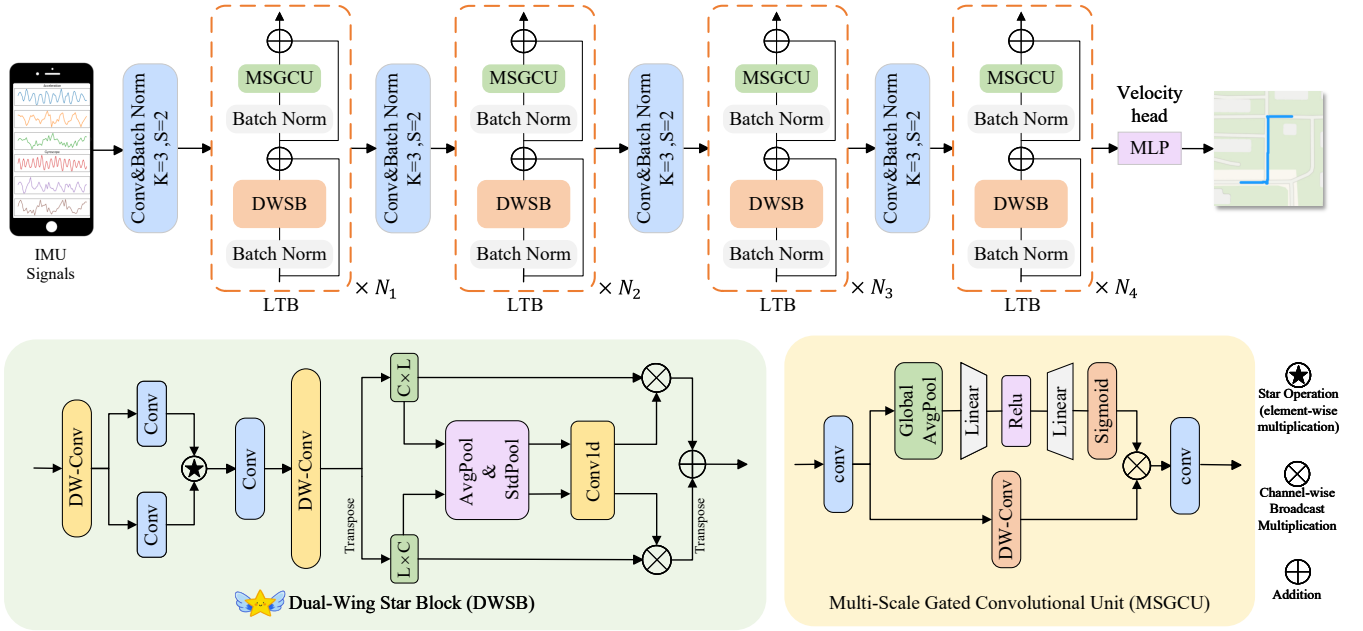 Acceleration
Gyroscope
IMU
Signals
Conv&Batch Norm
K=3 ,S=2
MSGCU
Batch Norm
DWSB
Batch Norm
× N1
LTB
Conv&Batch Norm
K=3 ,S=2
MSGCU
Batch Norm
DWSB
Batch Norm
× N2
LTB
Conv&Batch Norm
K=3 ,S=2
MSGCU
Batch Norm
DWSB
Batch Norm
× N3
LTB
Conv&Batch Norm
K=3 ,S=2
MSGCU
Batch Norm
DWSB
Batch Norm
× N4
LTB
Velocity
head
MLP
DW-Conv
Conv
Conv
Conv
DW-Conv
Transpose
C×L
L×C
AvgPool
&
StdPool
Conv1d
Transpose
Dual-Wing Star Block (DWSB)
conv
Global
AvgPool
Linear
Relu
Linear
Sigmoid
DW-Conv
conv
Multi-Scale Gated Convolutional Unit (MSGCU)
Star Operation
(element-wise
multiplication)
Channel-wise
Broadcast
Multiplication
Addition